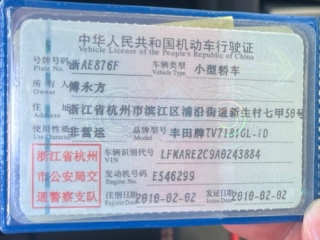 中华人民共和国机动车行驶证
Vehicle License of the People's Republic of China
号牌号码 浙AE876F 车辆类型 小型轿车
Plate No. Vehicle Type
所有人 傅永方
住址 浙江省杭州市滨江区浦沿街道新生村七甲50号
使用性质 非营运 品牌型号 丰田牌TV7181GL-iD
Use Character Model
浙江省杭州市公安局交通警察支队
车辆识别代号 LFMARE2C9A0243884
VIN
发动机号码 E546299
Engine No.
注册日期 2010-02-02 发证日期 2010-02-02